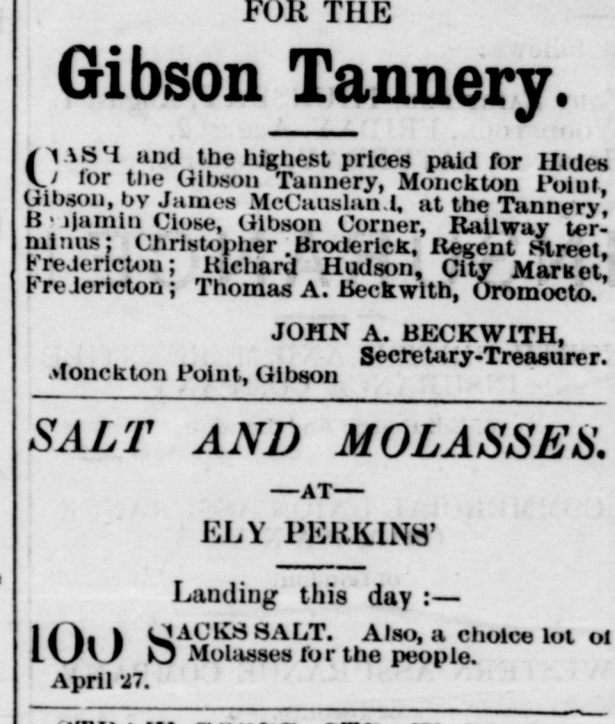 FOR THE
Gibson Tannery.
CASH and the highest prices paid for Hides
for the Gibson Tannery, Monckton Point,
Gibson, by James McCausland, at the Tannery,
Benjamin Close, Gibson Corner, Railway ter-
minus; Christopher Broderick, Regent Street,
Fredericton; Richard Hudson, City Market,
Fredericton; Thomas A. Beckwith, Oromocto.
JOHN A. BECKWITH,
Secretary-Treasurer.
Monckton Point, Gibson
SALT AND MOLASSES.
—AT—
ELY PERKINS'
Landing this day :—
100 SACKS SALT. Also, a choice lot of
Molasses for the people.
April 27.